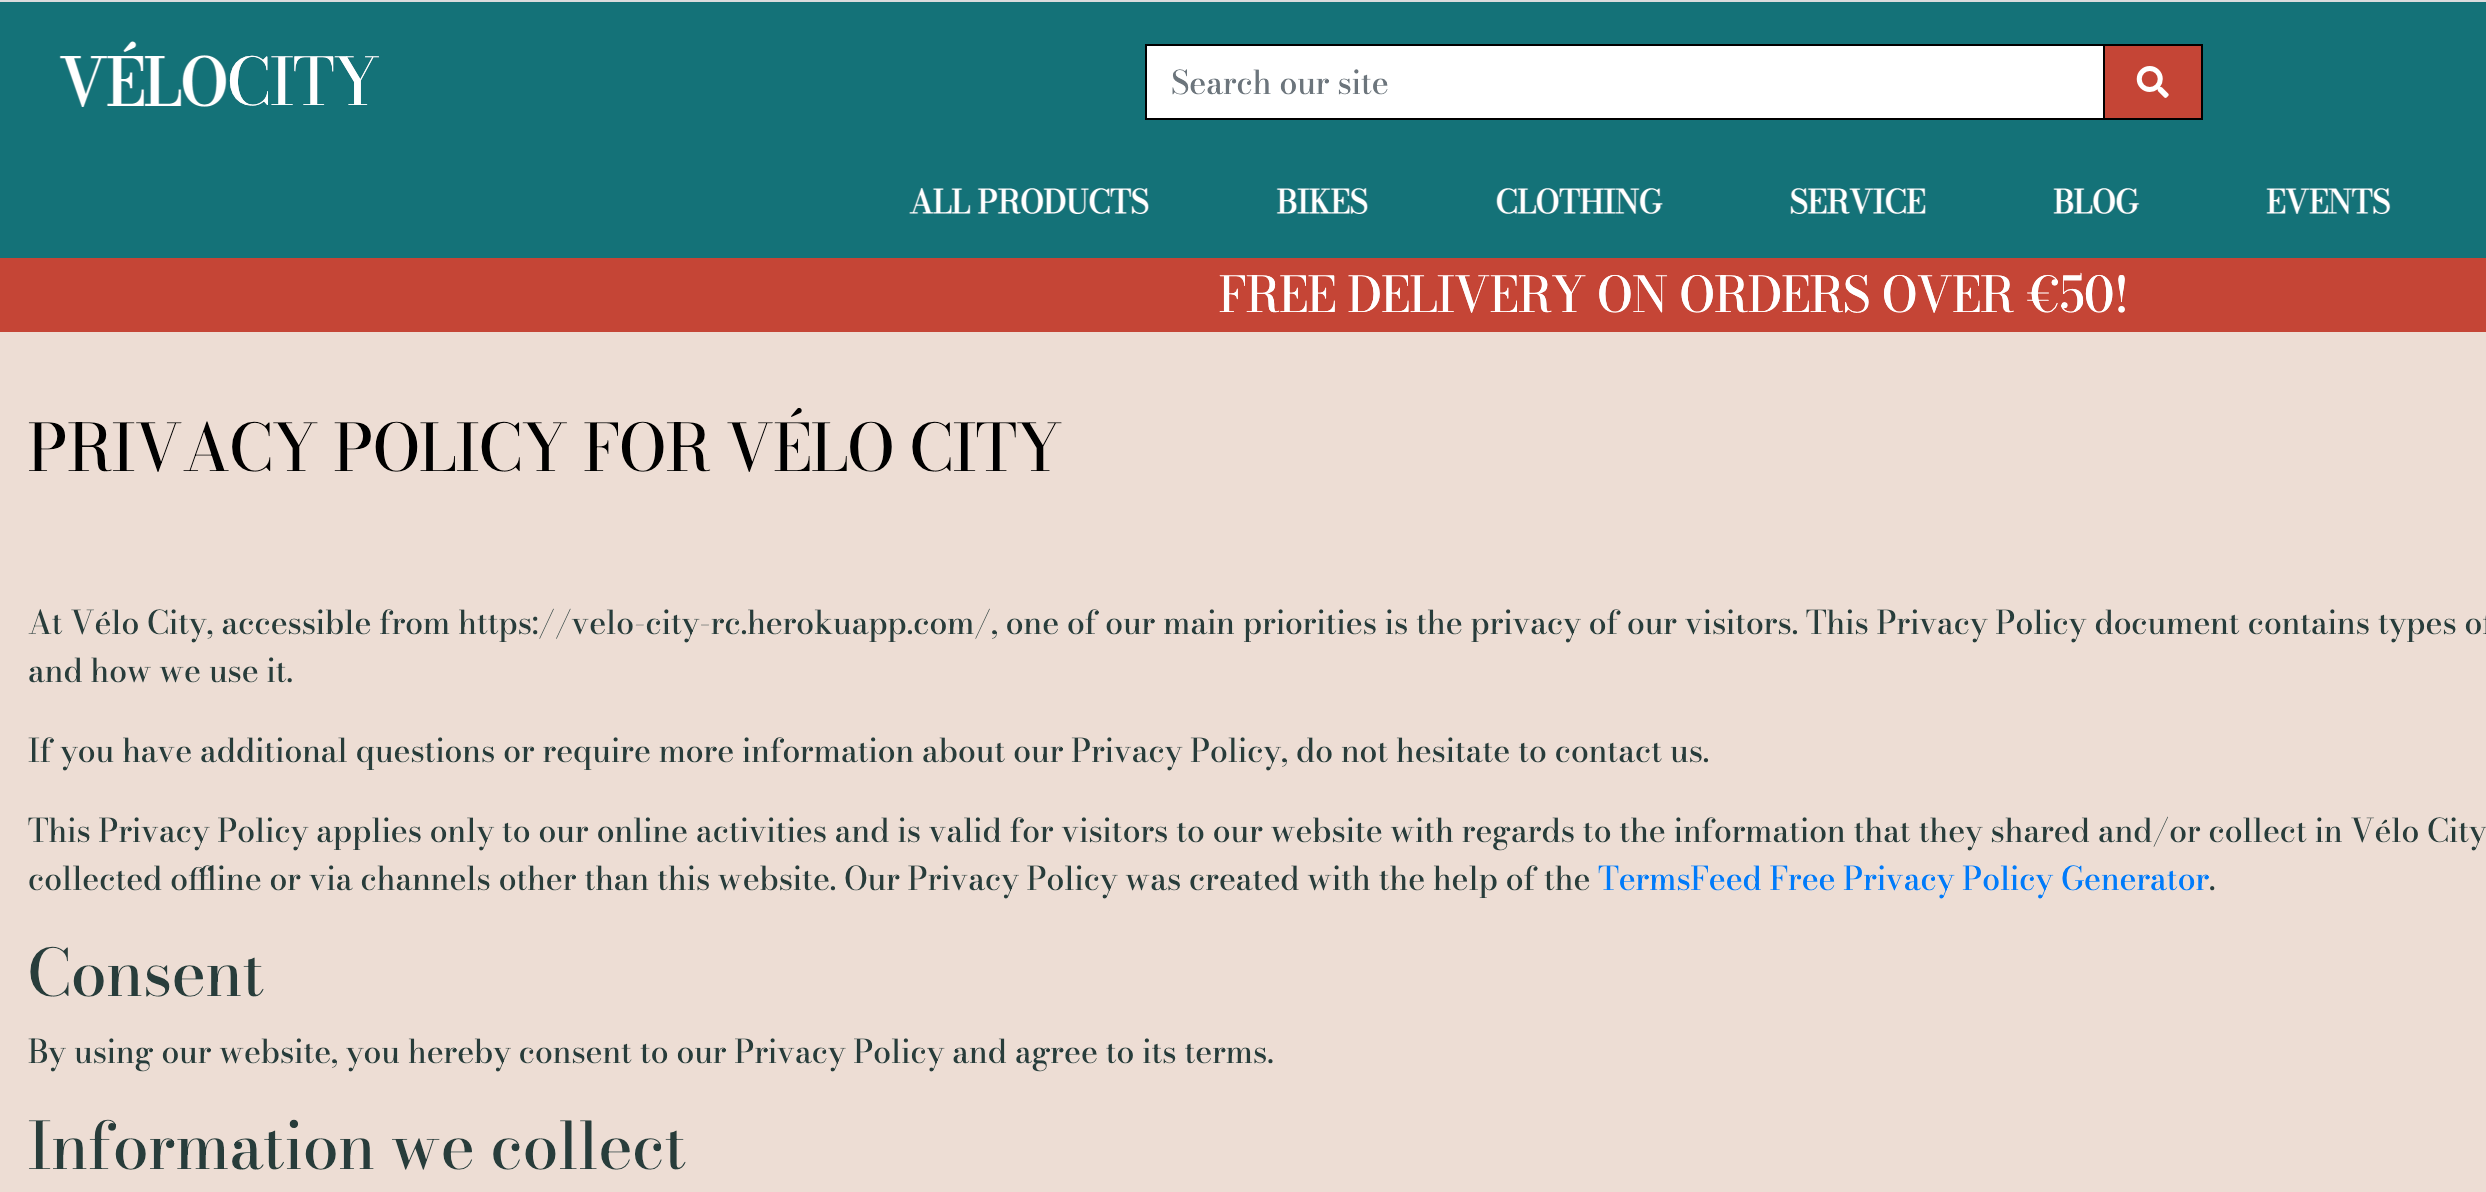 VÉLOCITY
Search our site
ALL PRODUCTS BIKES CLOTHING SERVICE BLOG EVENTS
FREE DELIVERY ON ORDERS OVER €50!
PRIVACY POLICY FOR VÉLO CITY
At Vélo City, accessible from https://velo-city-rc.herokuapp.com/, one of our main priorities is the privacy of our visitors. This Privacy Policy document contains types of
and how we use it.
If you have additional questions or require more information about our Privacy Policy, do not hesitate to contact us.
This Privacy Policy applies only to our online activities and is valid for visitors to our website with regards to the information that they shared and/or collect in Vélo City
collected offline or via channels other than this website. Our Privacy Policy was created with the help of the TermsFeed Free Privacy Policy Generator.
Consent
By using our website, you hereby consent to our Privacy Policy and agree to its terms.
Information we collect